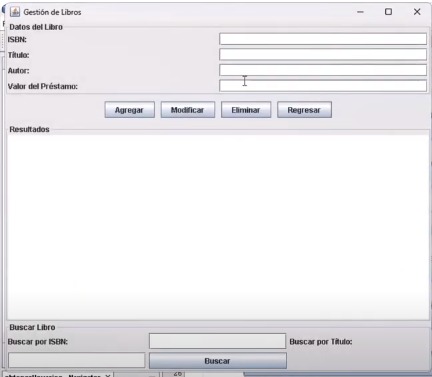 Gestión de Libros
Datos del Libro
ISBN:
Título:
Autor:
Valor del Préstamo:
Agregar Modificar Eliminar Regresar
Resultados
Buscar Libro
Buscar por ISBN: Buscar por Título:
Buscar